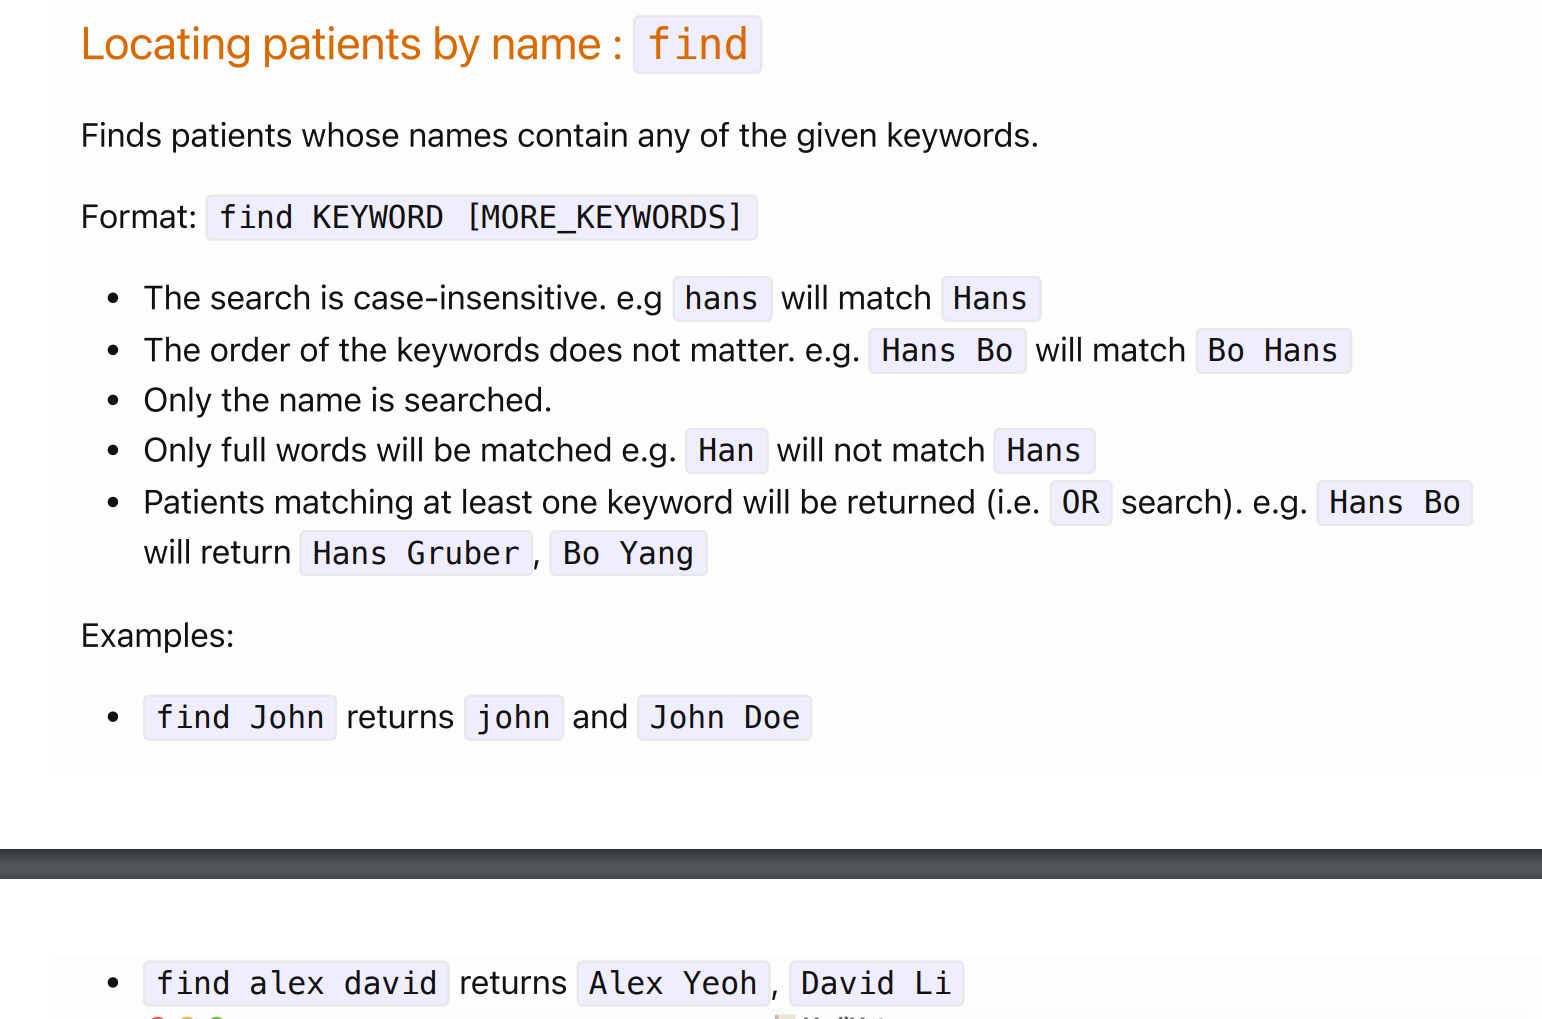 Locating patients by name : find
Finds patients whose names contain any of the given keywords.
Format: find KEYWORD [MORE_KEYWORDS]
• The search is case-insensitive. e.g hans will match Hans
• The order of the keywords does not matter. e.g. Hans Bo will match Bo Hans
• Only the name is searched.
• Only full words will be matched e.g. Han will not match Hans
• Patients matching at least one keyword will be returned (i.e. OR search). e.g. Hans Bo
will return Hans Gruber, Bo Yang
Examples:
• find John returns john and John Doe
• find alex david returns Alex Yeoh, David Li